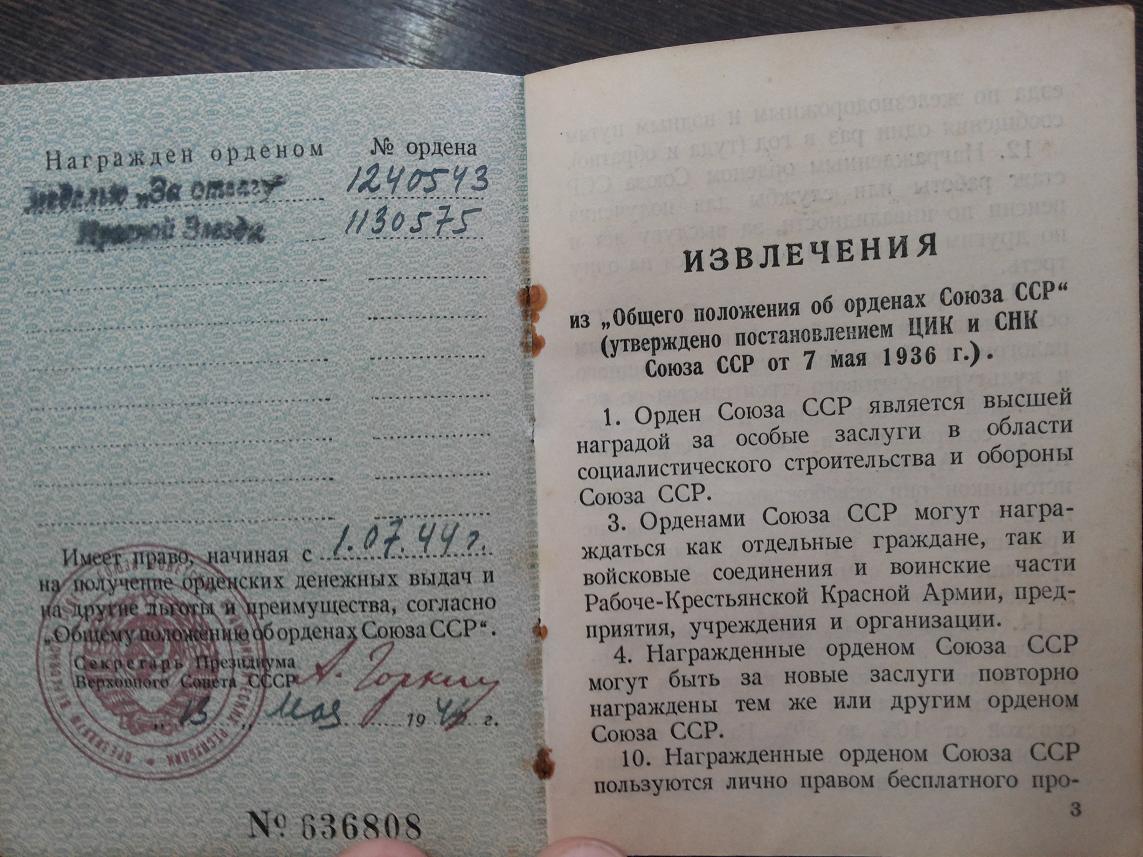 Награжден орденом № ордена
медалью „За отвагу“ 1240543
Красной Звезды 1130575
Имеет право, начиная с 1.07.44 г.
на получение орденских денежных выдач и
на другие льготы и преимущества, согласно
„Общему положению об орденах Союза ССР“.
Секретарь Президиума
Верховного Совета СССР А. Горкин
„13„ мая 194 г.
№ 636808
ИЗВЛЕЧЕНИЯ
из „Общего положения об орденах Союза ССР“
(утверждено постановлением ЦИК и СНК
Союза ССР от 7 мая 1936 г.).
1. Орден Союза ССР является высшей
наградой за особые заслуги в области
социалистического строительства и обороны
Союза ССР.
3. Орденами Союза ССР могут награ-
ждаться как отдельные граждане, так и
войсковые соединения и воинские части
Рабоче-Крестьянской Красной Армии, пред-
приятия, учреждения и организации.
4. Награжденные орденом Союза ССР
могут быть за новые заслуги повторно
награждены тем же или другим орденом
Союза ССР.
10. Награжденные орденом Союза ССР
пользуются лично правом бесплатного про-
3